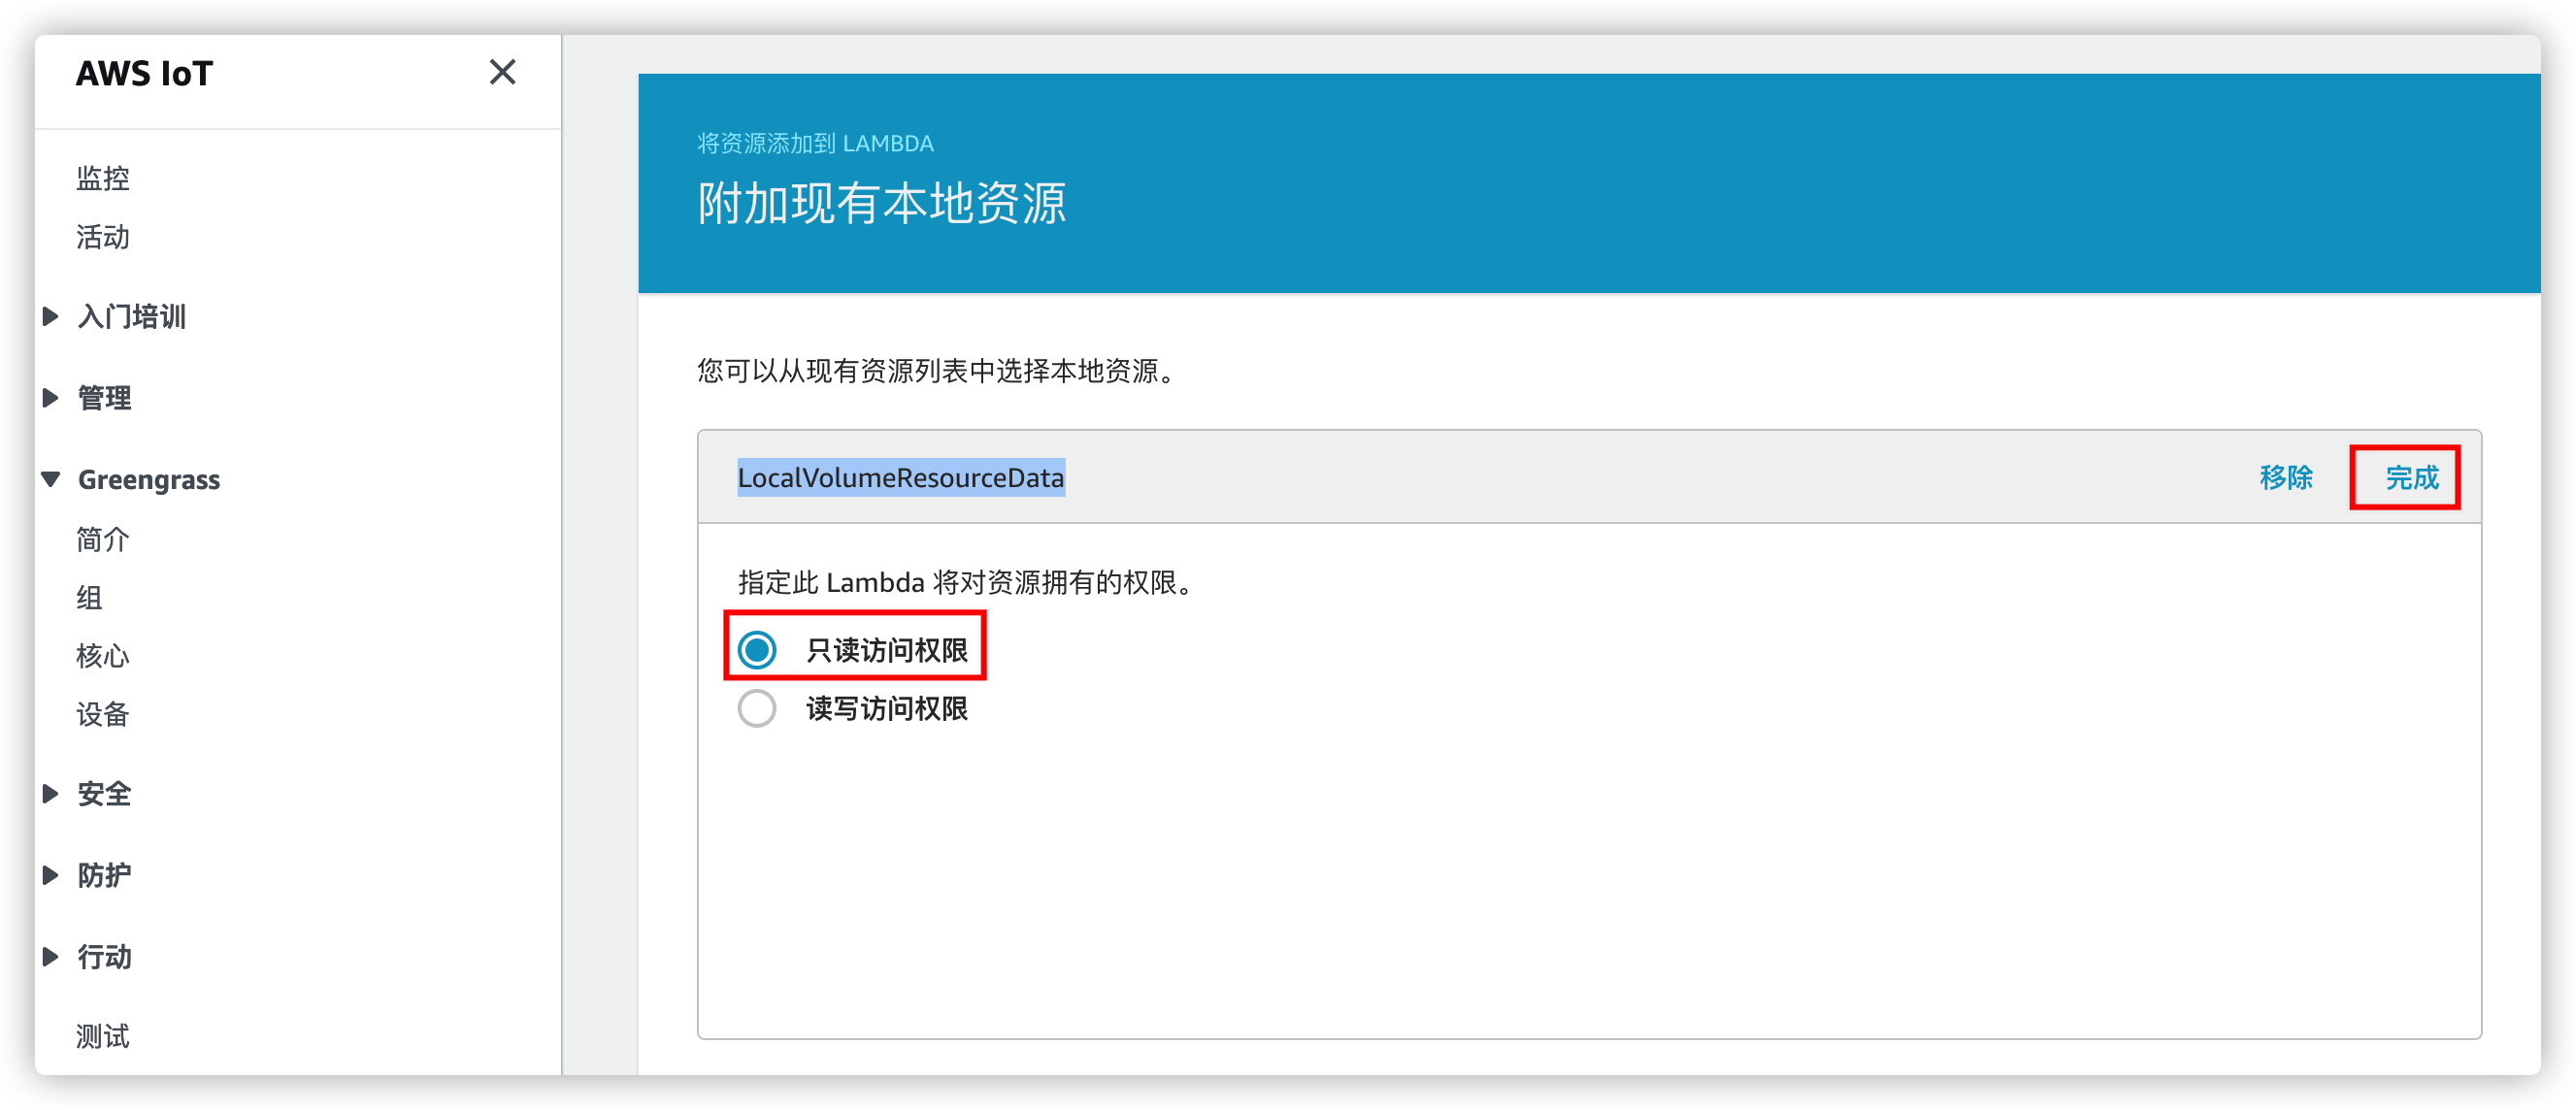 AWS IoT
监控
活动
入门培训
管理
Greengrass
简介
组
核心
设备
安全
防护
行动
测试
将资源添加到 LAMBDA
附加现有本地资源
您可以从现有资源列表中选择本地资源。
LocalVolumeResourceData
移除
完成
指定此 Lambda 将对资源拥有的权限。
只读访问权限
读写访问权限